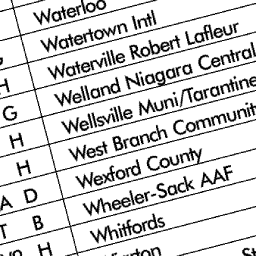 Waterloo
Watertown Intl
H Waterville Robert Lafleur
G Welland Niagara Central
H Wellsville Muni/Tarantine
H West Branch Communit
A D Wexford County
T B Wheeler-Sack AAF
H Whitfords